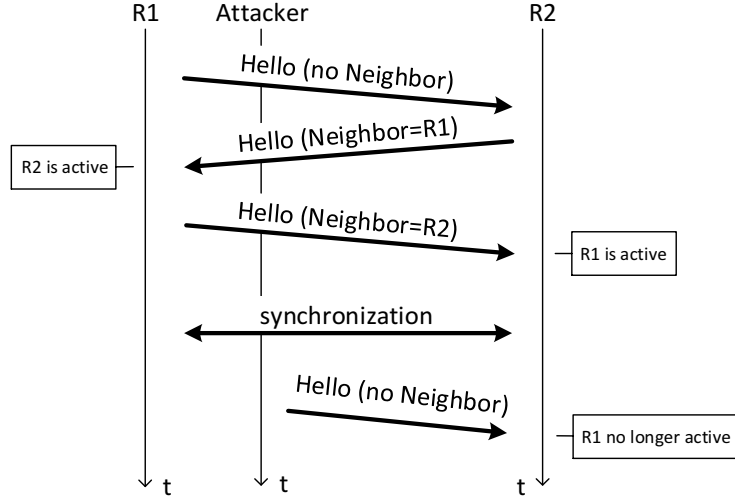 R1 Attacker R2
Hello (no Neighbor)
Hello (Neighbor=R1)
R2 is active
Hello (Neighbor=R2)
R1 is active
synchronization
Hello (no Neighbor)
R1 no longer active
t t t